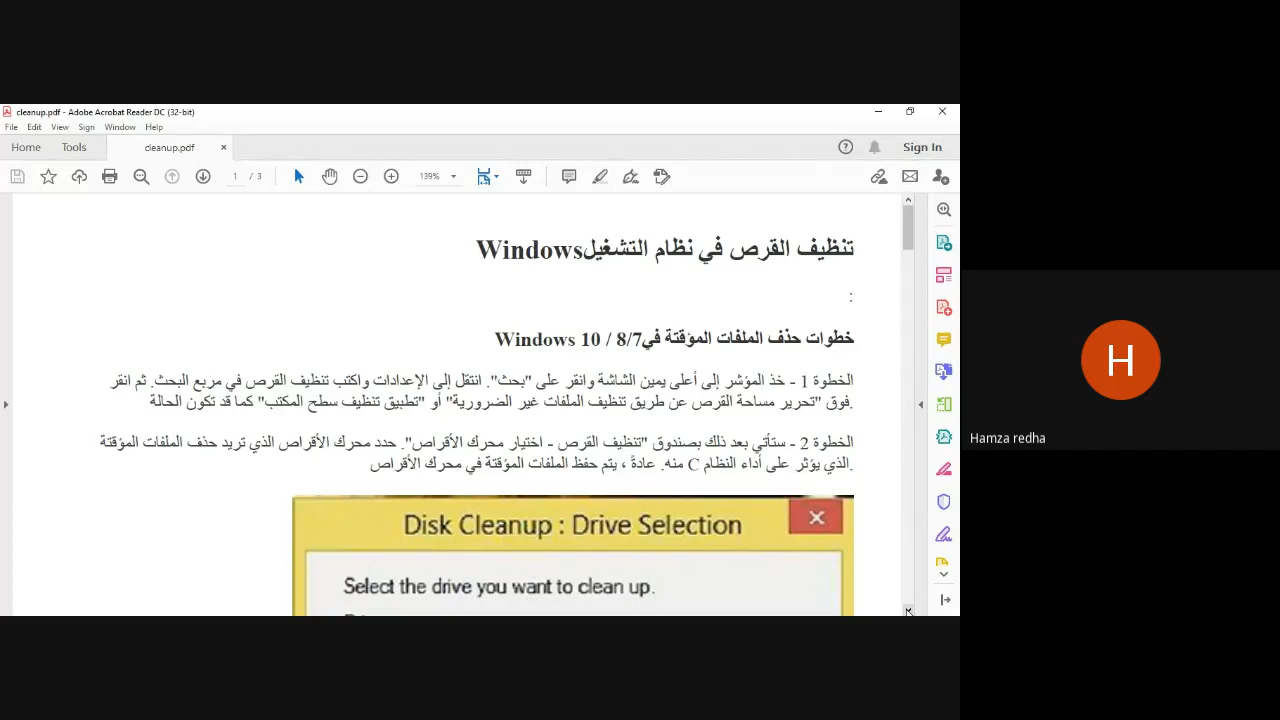 cleanup.pdf - Adobe Acrobat Reader DC (32-bit)
File Edit View Sign Window Help
Home Tools cleanup.pdf × Sign In
1 / 3 139%
تنظيف القرص في نظام التشغيلWindows
:
خطوات حذف الملفات المؤقتة فيWindows 10 / 8/7
الخطوة 1 - خذ المؤشر إلى أعلى يمين الشاشة وانقر على "بحث". انتقل إلى الإعدادات واكتب تنظيف القرص في مربع البحث. ثم انقر
.فوق "تحرير مساحة القرص عن طريق تنظيف الملفات غير الضرورية" أو "تطبيق تنظيف سطح المكتب" كما قد تكون الحالة
الخطوة 2 - ستأتي بعد ذلك بصندوق "تنظيف القرص - اختيار محرك الأقراص". حدد محرك الأقراص الذي تريد حذف الملفات المؤقتة
.الذي يؤثر على أداء النظام C منه. عادةً ، يتم حفظ الملفات المؤقتة في محرك الأقراص
Disk Cleanup : Drive Selection
Select the drive you want to clean up.
H
Hamza redha